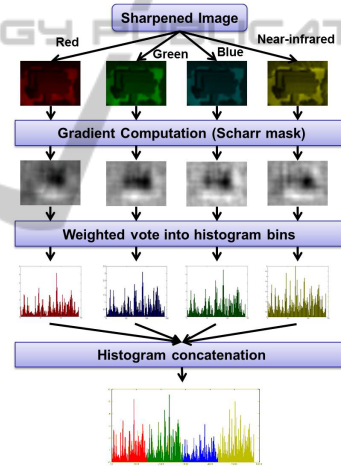 Sharpened Image
Red
Green
Blue
Near-infrared
Gradient Computation (Scharr mask)
Weighted vote into histogram bins
Histogram concatenation